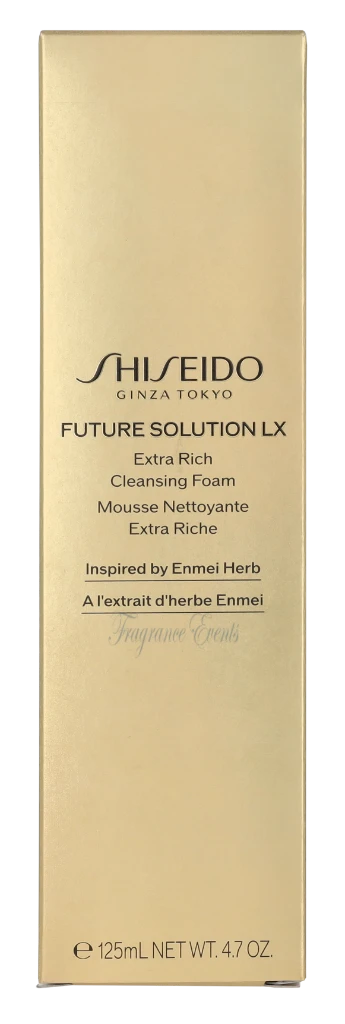 SHISEIDO
GINZA TOKYO
FUTURE SOLUTION LX
Extra Rich
Cleansing Foam
Mousse Nettoyante
Extra Riche
Inspired by Enmei Herb
A l'extrait d'herbe Enmei
Fragrance Events
℮ 125mL NET WT. 4.7 OZ.